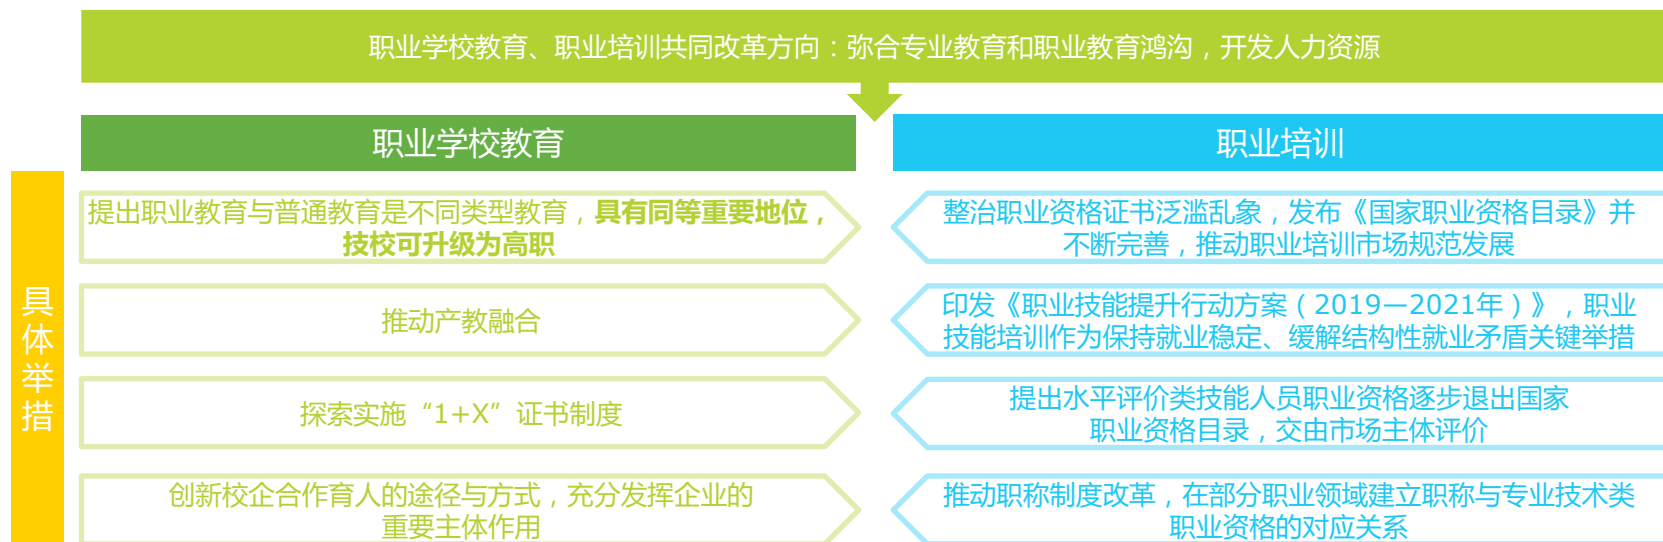 职业学校教育、职业培训共同改革方向：弥合专业教育和职业教育鸿沟，开发人力资源
职业学校教育
职业培训
具体举措
提出职业教育与普通教育是不同类型教育，具有同等重要地位，
技校可升级为高职
整治职业资格证书泛滥乱象，发布《国家职业资格目录》并
不断完善，推动职业培训市场规范发展
推动产教融合
印发《职业技能提升行动方案（2019—2021年）》，职业
技能培训作为保持就业稳定、缓解结构性就业矛盾关键举措
探索实施“1+X”证书制度
提出水平评价类技能人员职业资格逐步退出国家
职业资格目录，交由市场主体评价
创新校企合作育人的途径与方式，充分发挥企业的
重要主体作用
推动职称制度改革，在部分职业领域建立职称与专业技术类
职业资格的对应关系